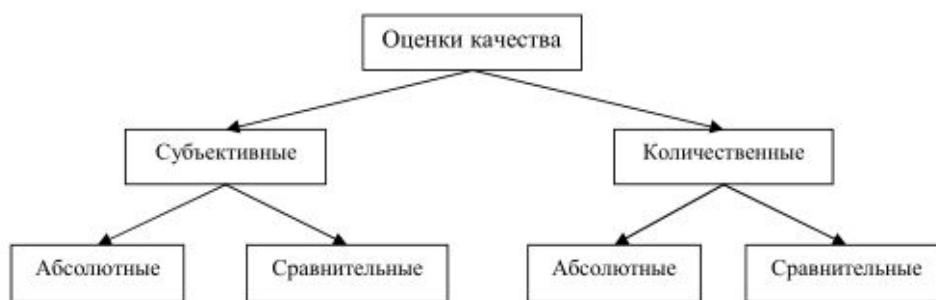 Оценки качества
Субъективные
Количественные
Абсолютные
Сравнительные
Абсолютные
Сравнительные